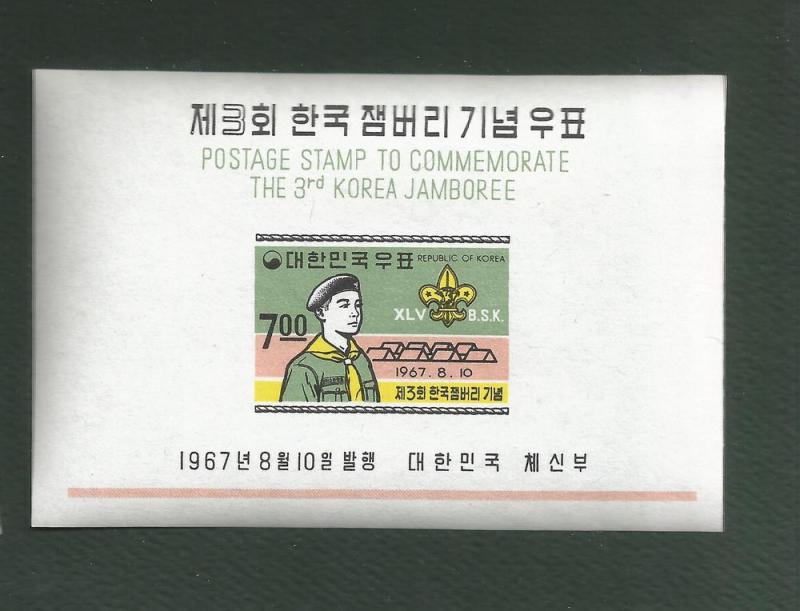 제3회 한국 잼버리 기념 우표
POSTAGE STAMP TO COMMEMORATE
THE 3rd KOREA JAMBOREE
대한민국우표 REPUBLIC OF KOREA
XLV B.S.K.
700
1967. 8. 10
제3회 한국잼버리 기념
1967년 8월 10일 발행 대한민국 체신부